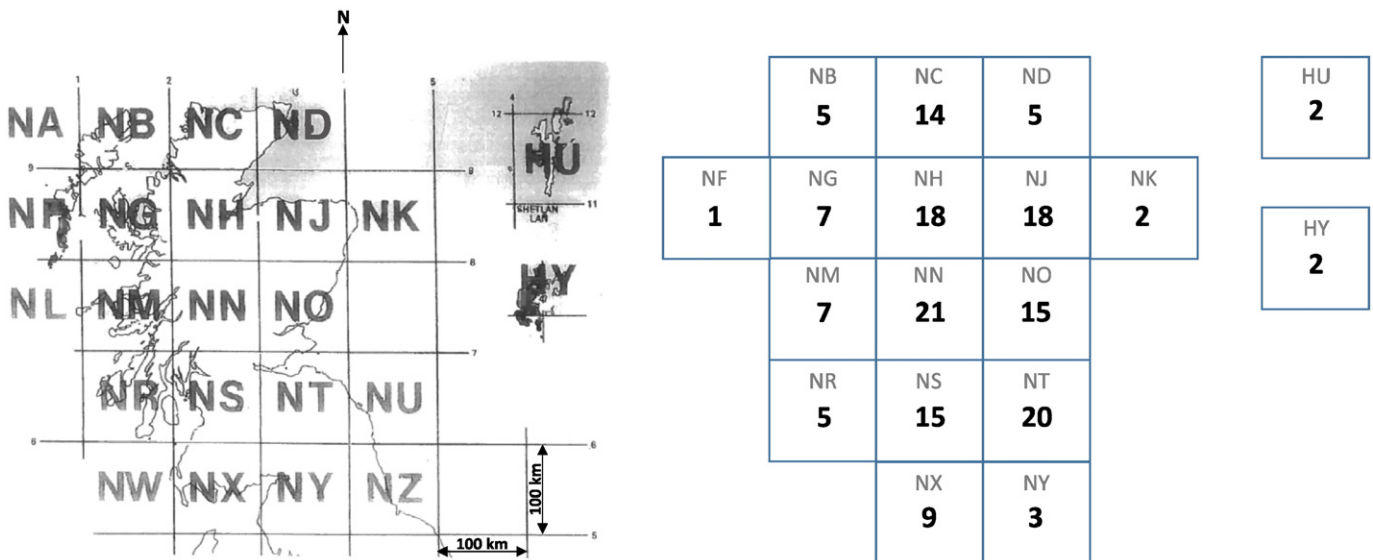 N
1
2
5
4
U
NA NB NC ND
12
12
HU
9
9
11
SHETLAN
LAN
NF NG NH NJ NK
8
8
HY
NL NM NN NO
7
NR NS NT NU
6
6
100 km
NW NX NY NZ
5
100 km
NB NC ND
5 14 5
HU
2
NF NG NH NJ NK
1 7 18 18 2
HY
2
NM NN NO
7 21 15
NR NS NT
5 15 20
NX NY
9 3